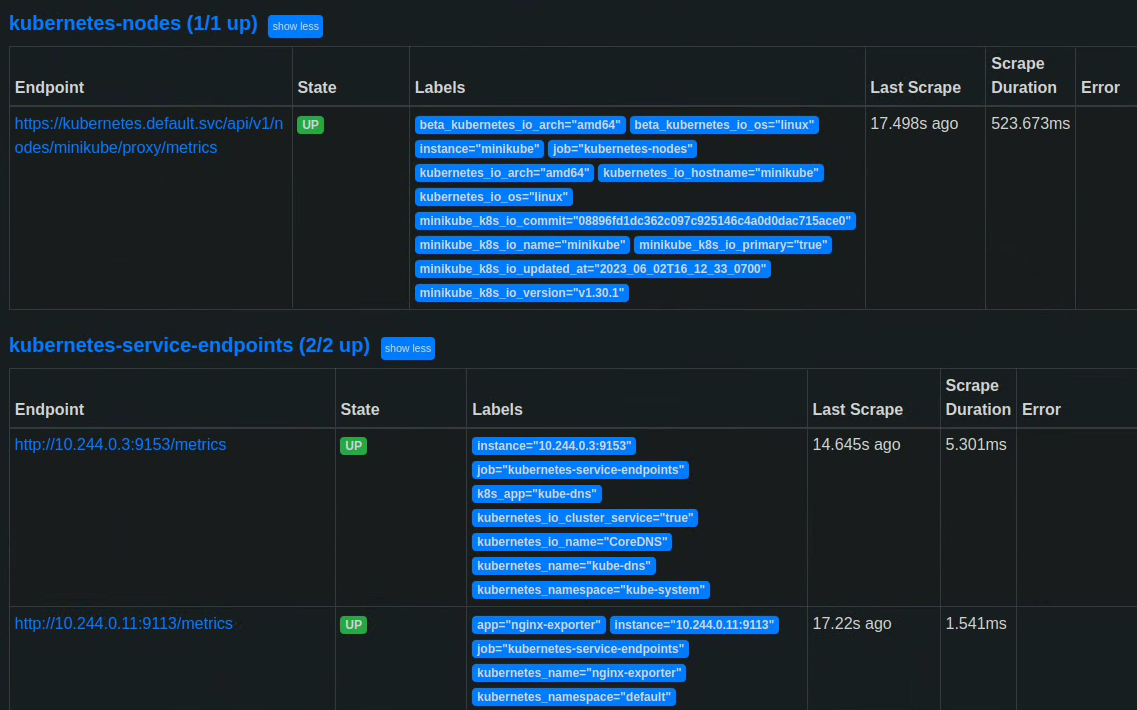 kubernetes-nodes (1/1 up) show less
Endpoint State Labels Last Scrape Scrape Duration Error
https://kubernetes.default.svc/api/v1/n
odes/minikube/proxy/metrics
UP
beta_kubernetes_io_arch="amd64" beta_kubernetes_io_os="linux"
instance="minikube" job="kubernetes-nodes"
kubernetes_io_arch="amd64" kubernetes_io_hostname="minikube"
kubernetes_io_os="linux"
minikube_k8s_io_commit="08896fd1dc362c097c925146c4a0d0dac715ace0"
minikube_k8s_io_name="minikube" minikube_k8s_io_primary="true"
minikube_k8s_io_updated_at="2023_06_02T16_12_33_0700"
minikube_k8s_io_version="v1.30.1"
17.498s ago
523.673ms
kubernetes-service-endpoints (2/2 up) show less
Endpoint State Labels Last Scrape Scrape Duration Error
http://10.244.0.3:9153/metrics
UP
instance="10.244.0.3:9153"
job="kubernetes-service-endpoints"
k8s_app="kube-dns"
kubernetes_io_cluster_service="true"
kubernetes_io_name="CoreDNS"
kubernetes_name="kube-dns"
kubernetes_namespace="kube-system"
14.645s ago
5.301ms
http://10.244.0.11:9113/metrics
UP
app="nginx-exporter" instance="10.244.0.11:9113"
job="kubernetes-service-endpoints"
kubernetes_name="nginx-exporter"
kubernetes_namespace="default"
17.22s ago
1.541ms